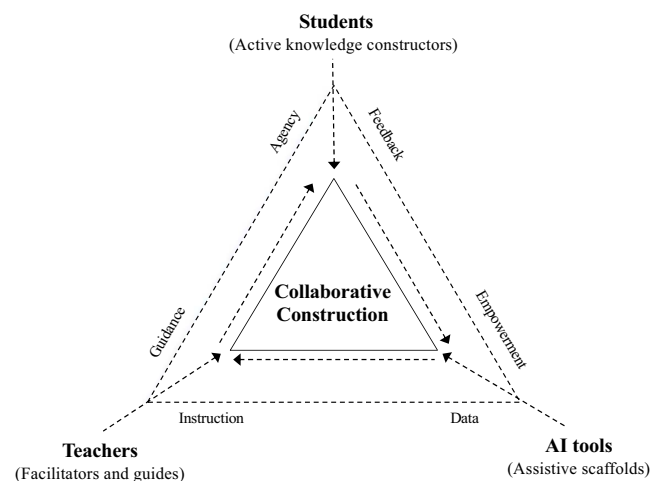 Students
(Active knowledge constructors)
Agency
Feedback
Collaborative
Construction
Guidance
Empowerment
Instruction
Data
Teachers
(Facilitators and guides)
AI tools
(Assistive scaffolds)